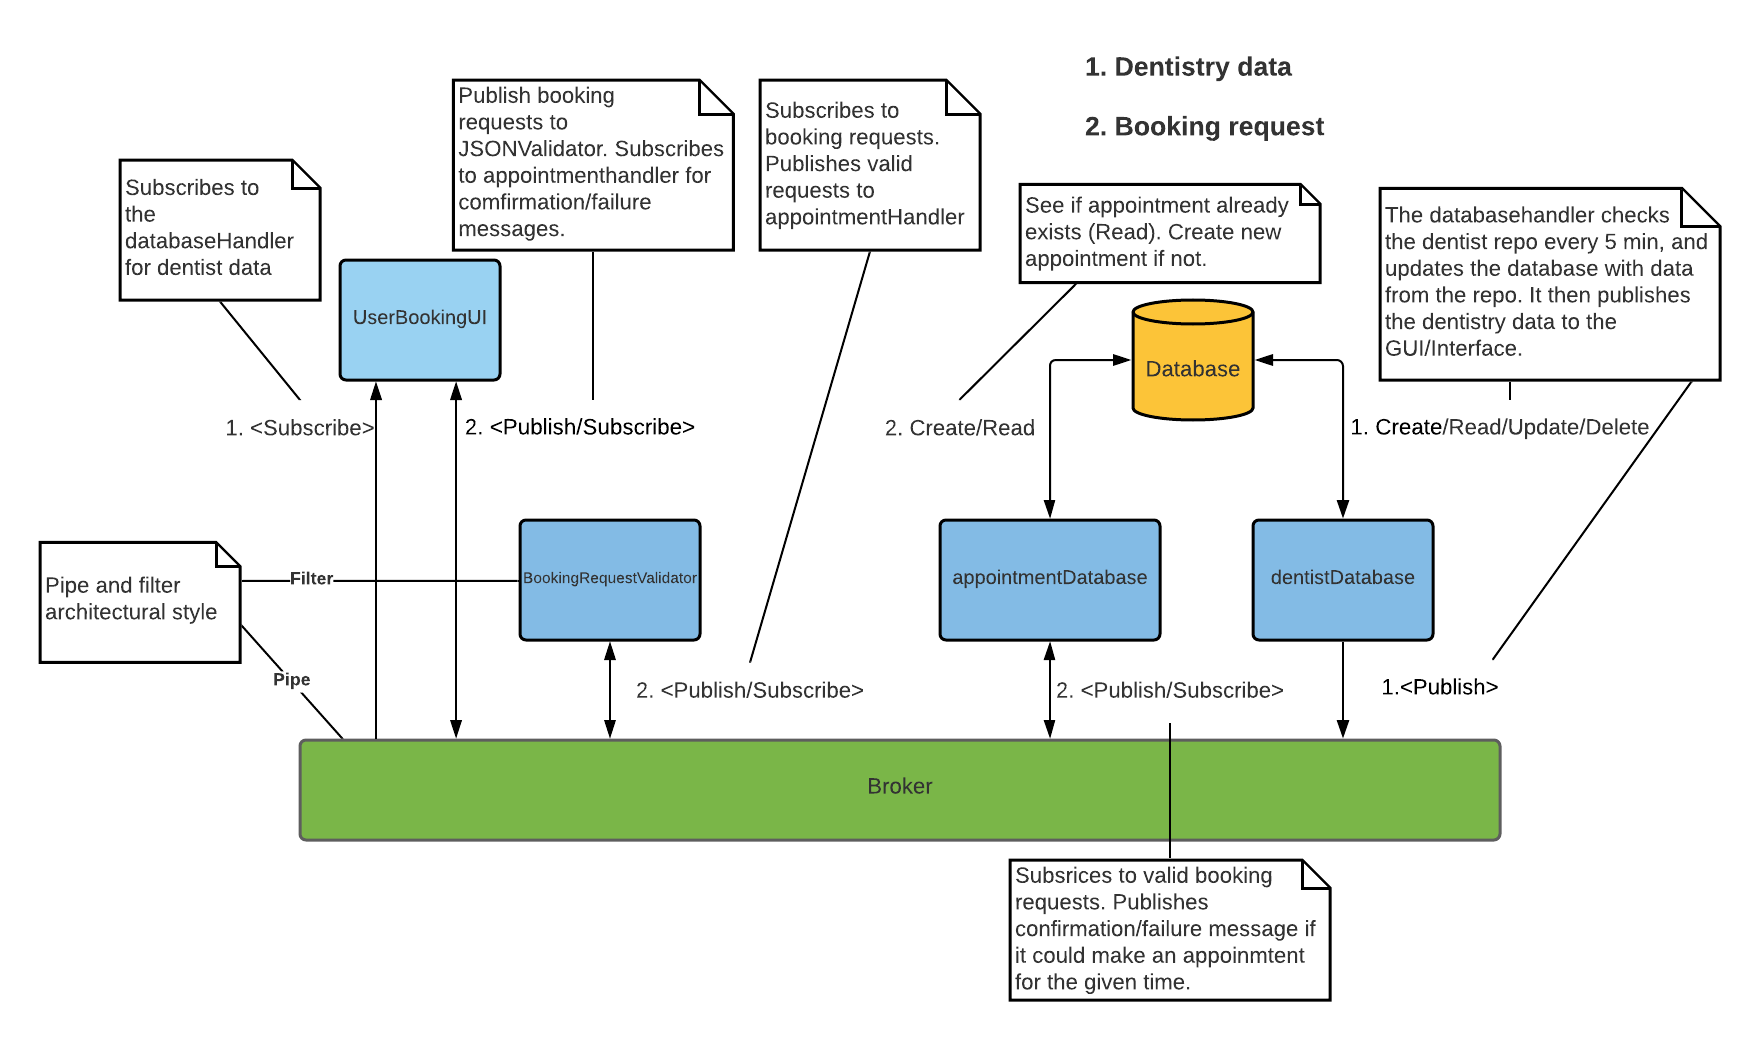 1. Dentistry data
2. Booking request
Publish booking
requests to
JSONValidator. Subscribes
to appointmenthandler for
comfirmation/failure
messages.
Subscribes to
booking requests.
Publishes valid
requests to
appointmentHandler
Subscribes to
the
databaseHandler
for dentist data
See if appointment already
exists (Read). Create new
appointment if not.
The databasehandler checks
the dentist repo every 5 min, and
updates the database with data
from the repo. It then publishes
the dentistry data to the
GUI/Interface.
UserBookingUI
Database
1. <Subscribe>
2. <Publish/Subscribe>
2. Create/Read
1. Create/Read/Update/Delete
Pipe and filter
architectural style
Filter
BookingRequestValidator
appointmentDatabase
dentistDatabase
Pipe
2. <Publish/Subscribe>
2. <Publish/Subscribe>
1.<Publish>
Broker
Subsrices to valid booking
requests. Publishes
confirmation/failure message if
it could make an appoinmtent
for the given time.